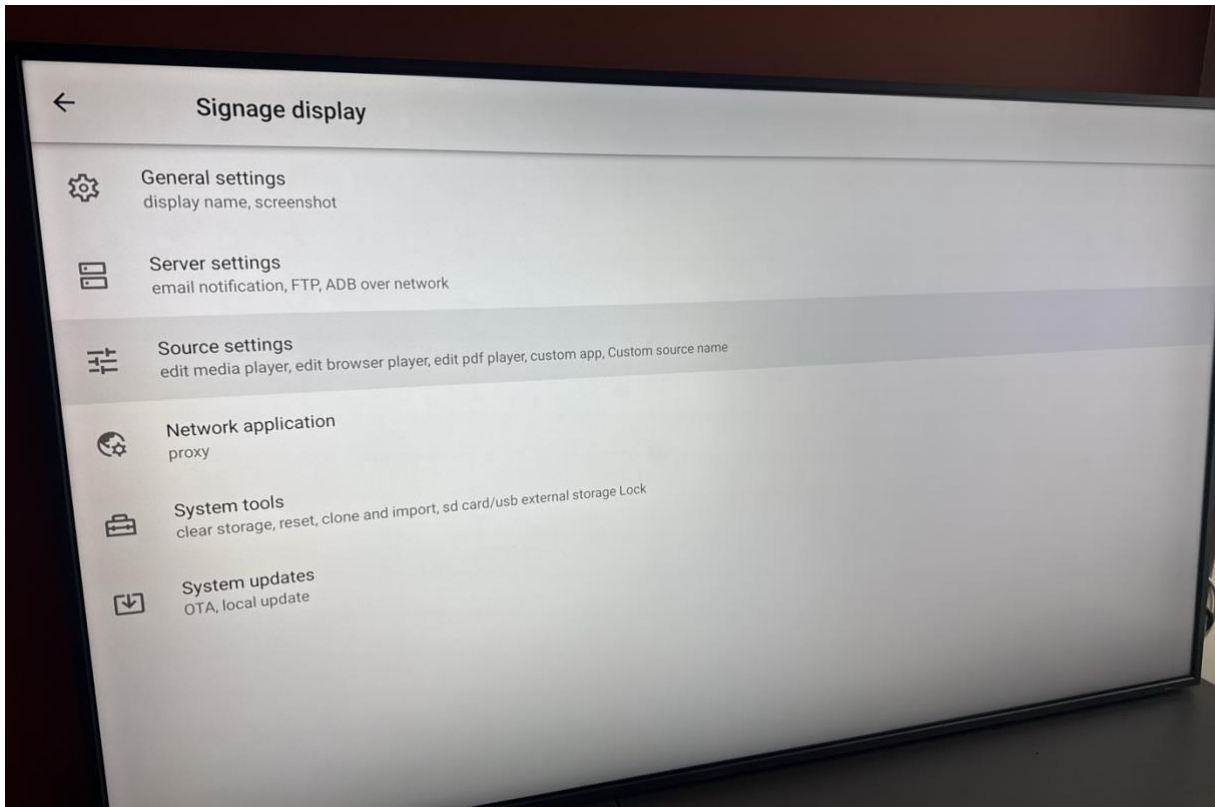 Signage display
General settings
display name, screenshot
Server settings
email notification, FTP, ADB over network
Source settings
edit media player, edit browser player, edit pdf player, custom app, Custom source name
Network application
proxy
System tools
clear storage, reset, clone and import, sd card/usb external storage Lock
System updates
OTA, local update